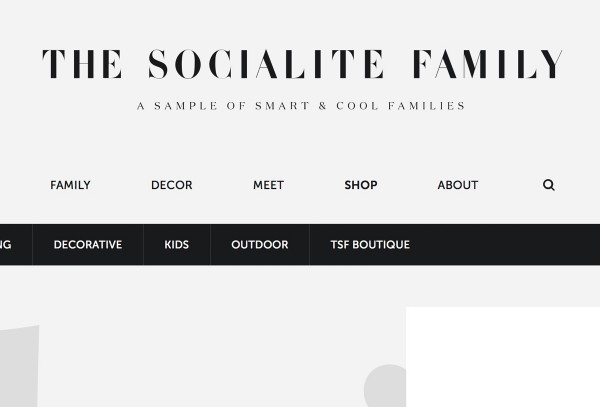 THE SOCIALITE FAMILY
A SAMPLE OF SMART & COOL FAMILIES
FAMILY DECOR MEET SHOP ABOUT
NG DECORATIVE KIDS OUTDOOR TSF BOUTIQUE